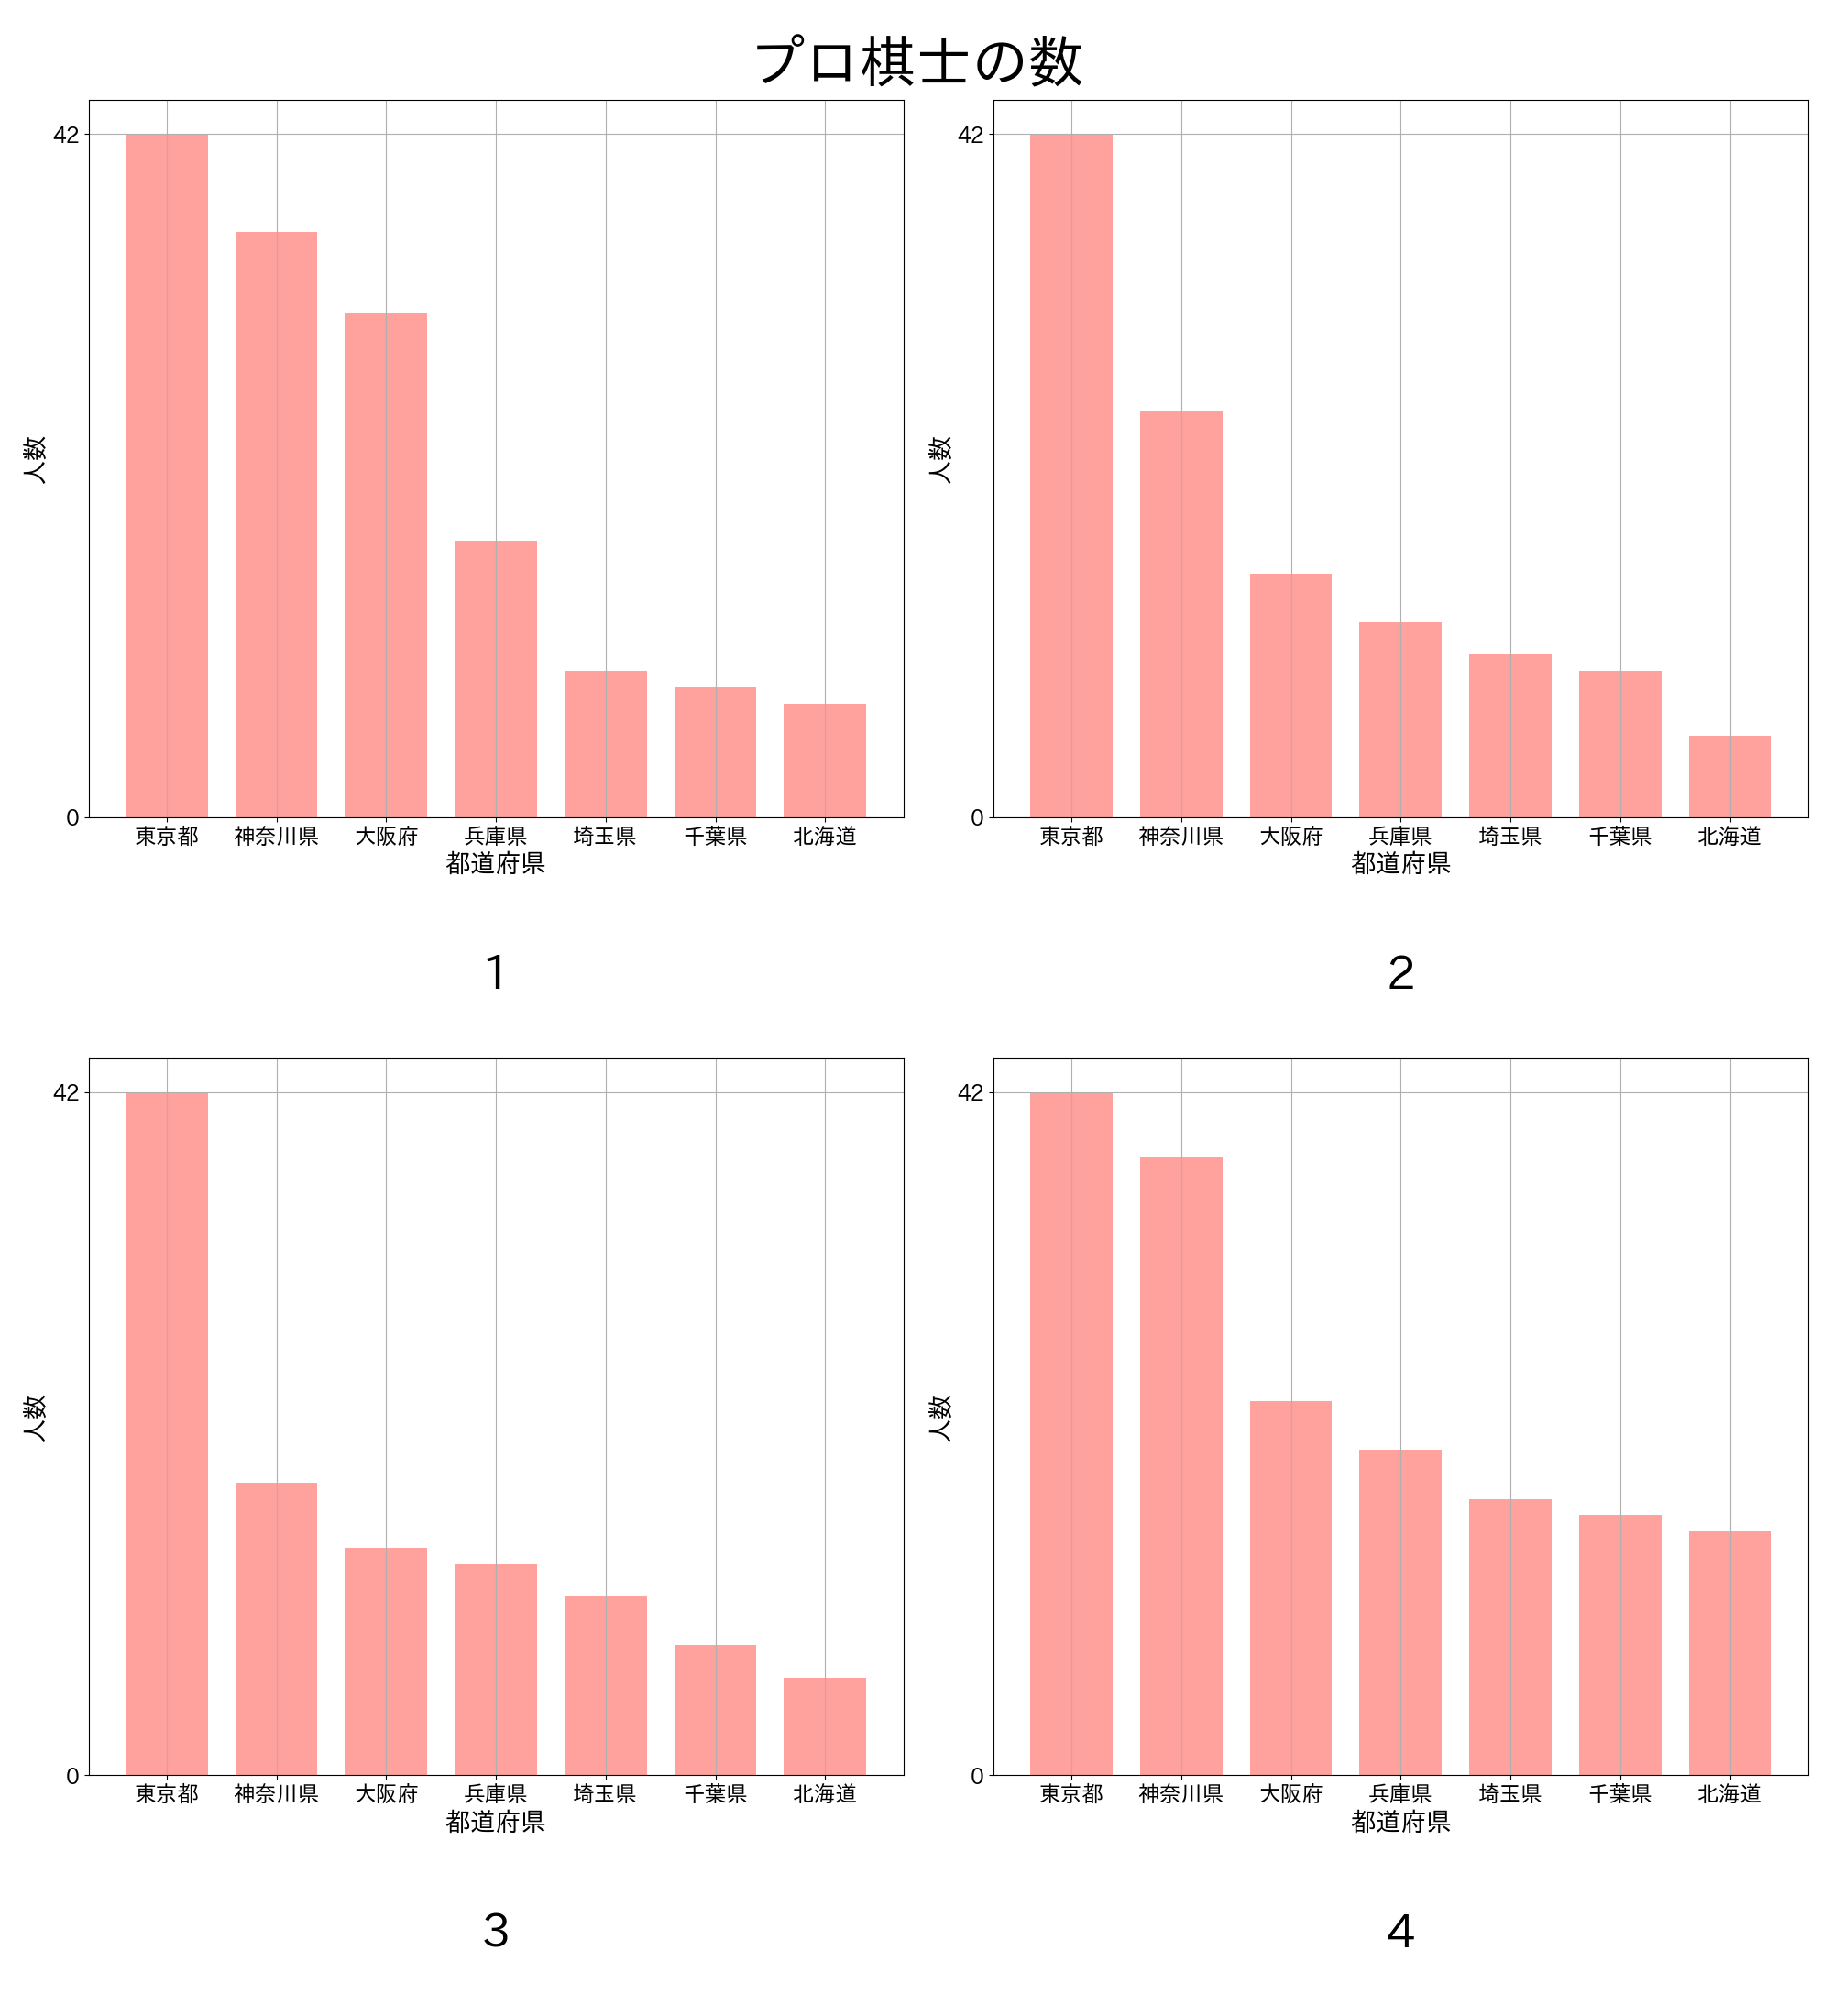 プロ棋士の数
42
0
人数
東京都 神奈川県 大阪府 兵庫県 埼玉県 千葉県 北海道
都道府県
1
42
0
人数
東京都 神奈川県 大阪府 兵庫県 埼玉県 千葉県 北海道
都道府県
2
42
0
人数
東京都 神奈川県 大阪府 兵庫県 埼玉県 千葉県 北海道
都道府県
3
42
0
人数
東京都 神奈川県 大阪府 兵庫県 埼玉県 千葉県 北海道
都道府県
4